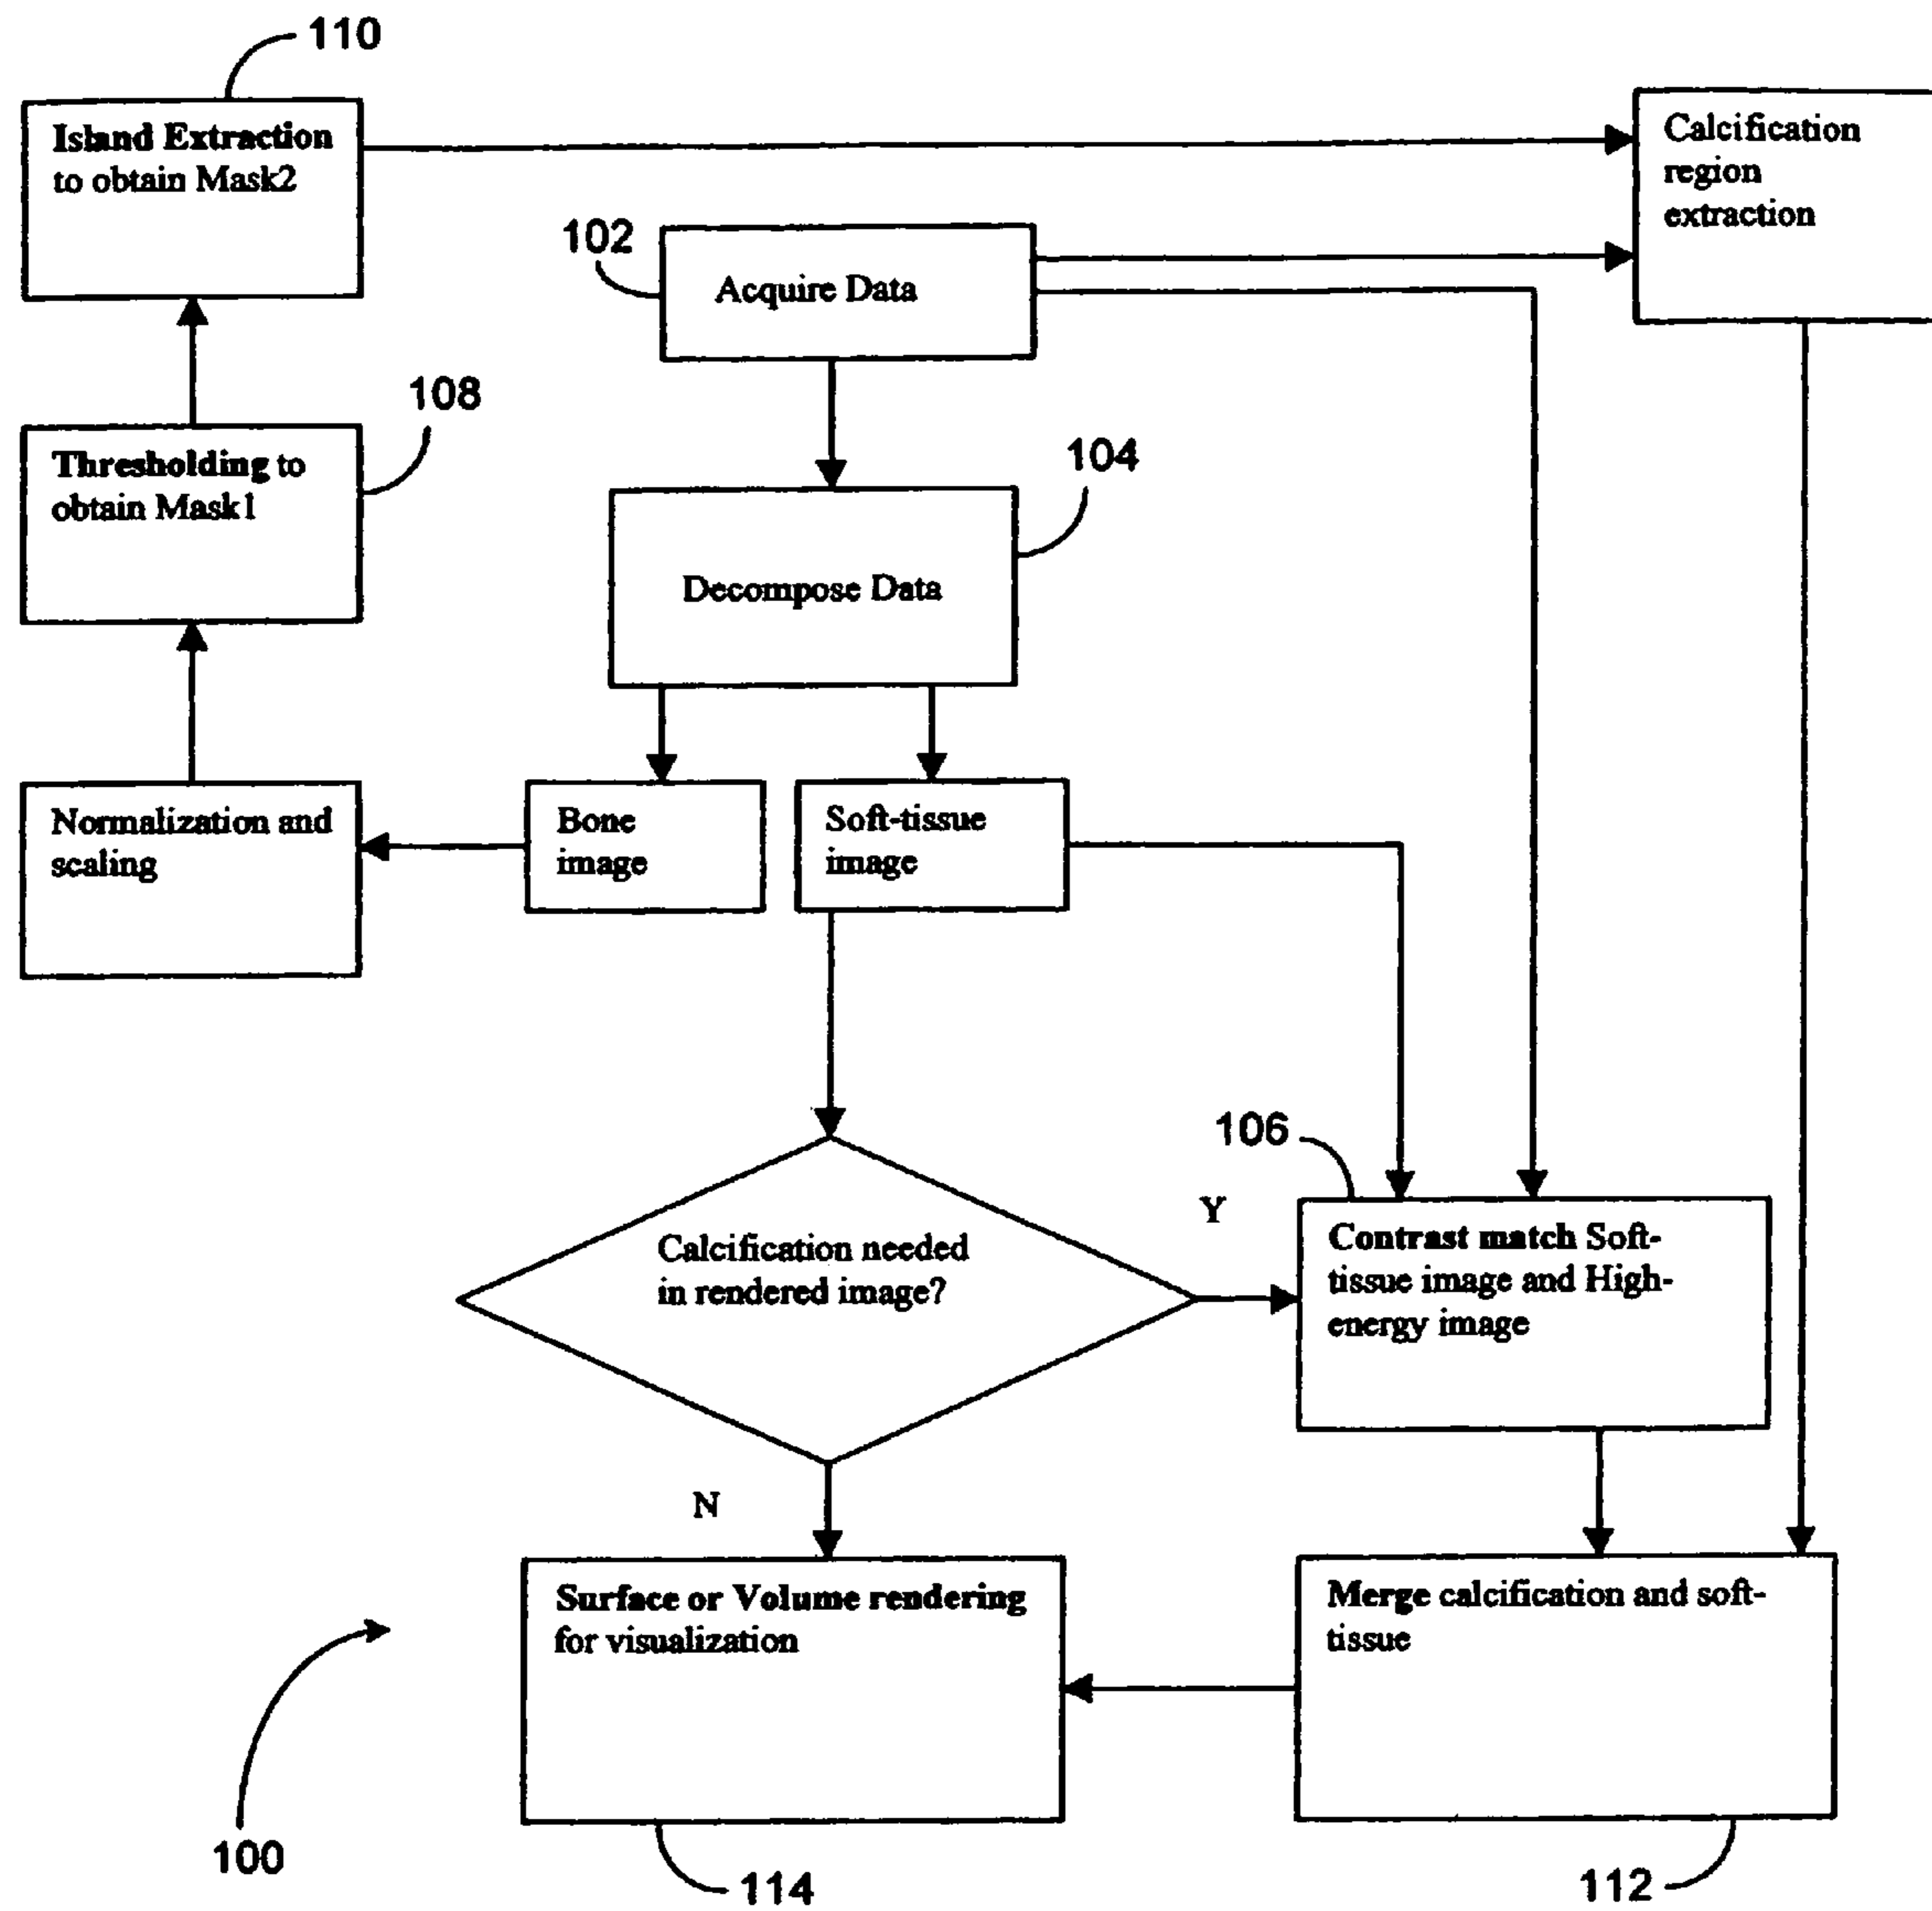 110
Island Extraction
to obtain Mask2
Calcification
region
extraction
102
Acquire Data
108
Thresholding to
obtain Mask1
104
Decompose Data
Normalization and
scaling
Bone
image
Soft-tissue
image
106
Y
Calcification needed
in rendered image?
Contrast match Soft-
tissue image and High-
energy image
N
Surface or Volume rendering
for visualization
Merge calcification and soft-
tissue
100
114
112